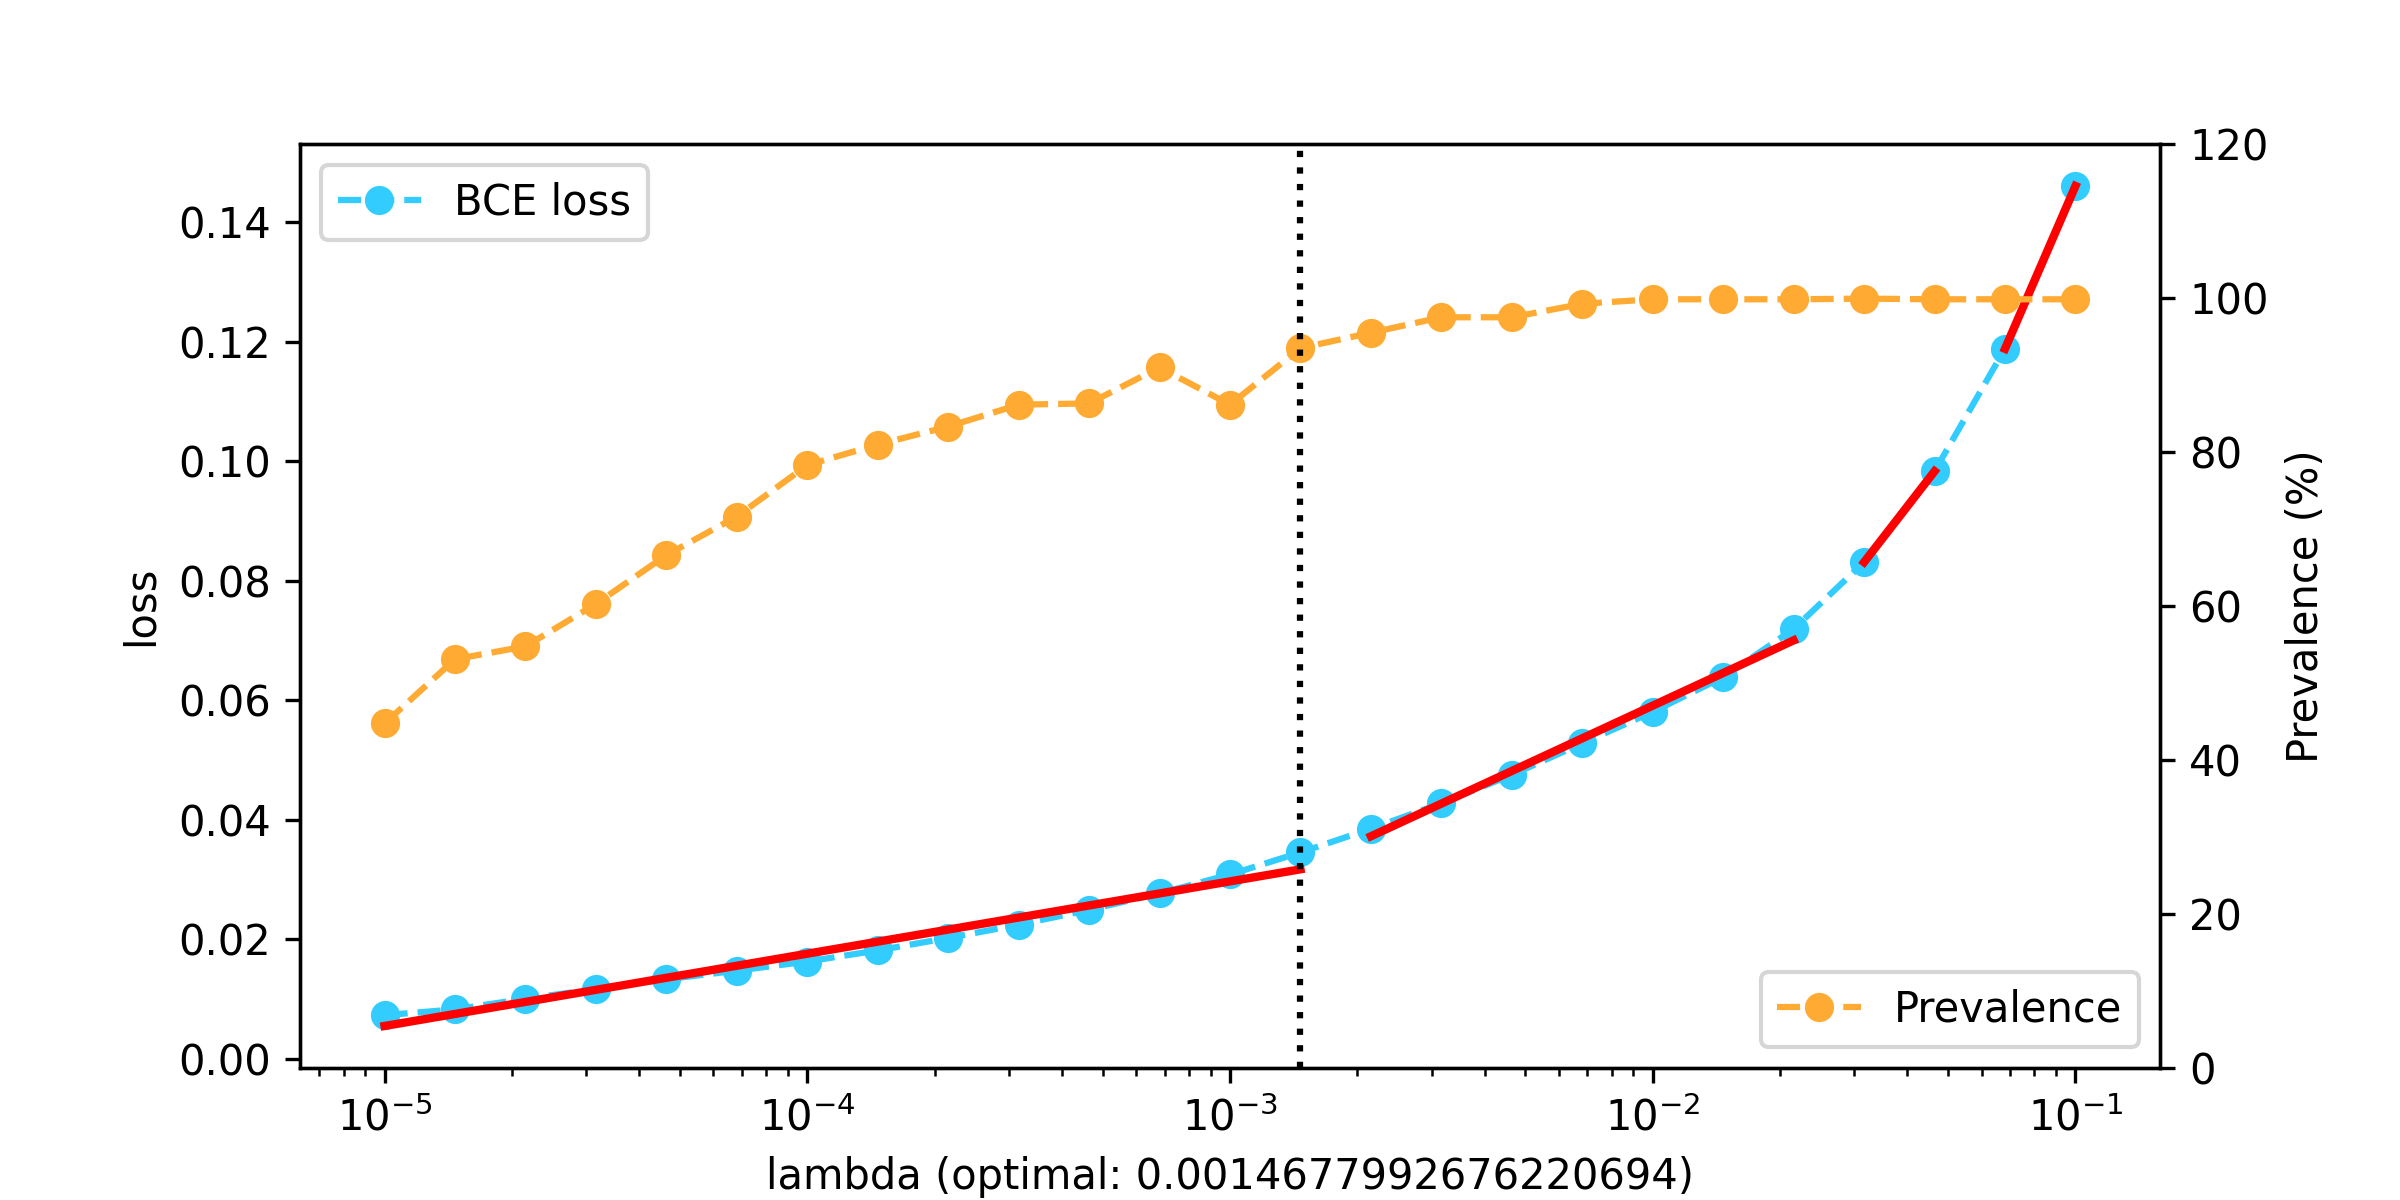 BCE loss
Prevalence
loss
0.14
0.12
0.10
0.08
0.06
0.04
0.02
0.00
120
100
80
60
40
20
0
Prevalence (%)
10⁻⁵ 10⁻⁴ 10⁻³ 10⁻² 10⁻¹
lambda (optimal: 0.0014677992676220694)